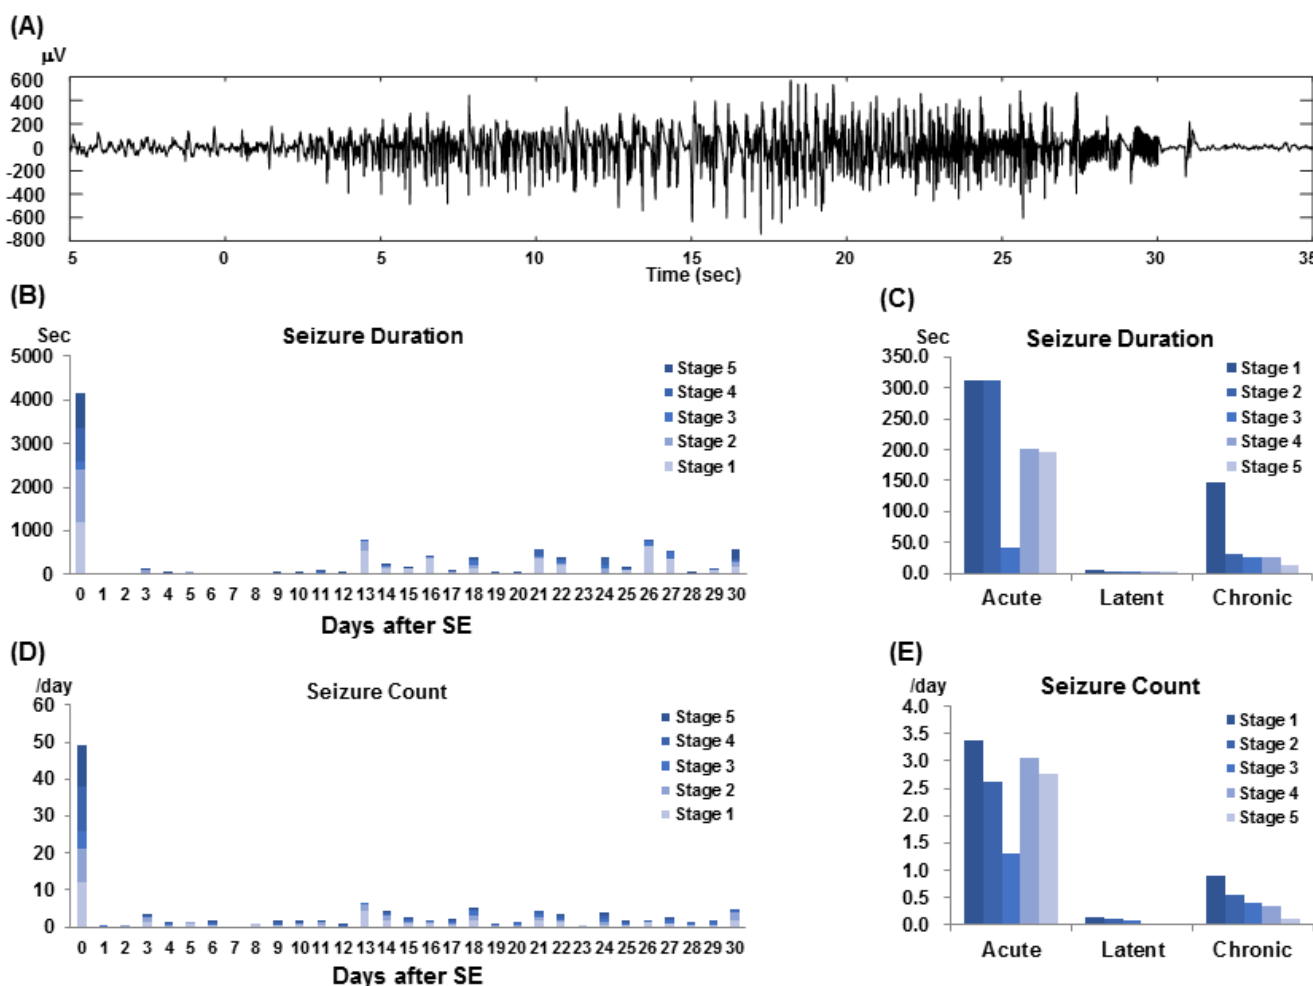 (A)
μV
600
400
200
0
-200
-400
-600
-800
5 0 5 10 15 20 25 30 35
Time (sec)
(B)
Seizure Duration
Sec
5000
4000
3000
2000
1000
0
Stage 5
Stage 4
Stage 3
Stage 2
Stage 1
0 1 2 3 4 5 6 7 8 9 10 11 12 13 14 15 16 17 18 19 20 21 22 23 24 25 26 27 28 29 30
Days after SE
(C)
Seizure Duration
Sec
350.0
300.0
250.0
200.0
150.0
100.0
50.0
0.0
Stage 1
Stage 2
Stage 3
Stage 4
Stage 5
Acute Latent Chronic
(D)
Seizure Count
/day
60
50
40
30
20
10
0
Stage 5
Stage 4
Stage 3
Stage 2
Stage 1
0 1 2 3 4 5 6 7 8 9 10 11 12 13 14 15 16 17 18 19 20 21 22 23 24 25 26 27 28 29 30
Days after SE
(E)
Seizure Count
/day
4.0
3.5
3.0
2.5
2.0
1.5
1.0
0.5
0.0
Stage 1
Stage 2
Stage 3
Stage 4
Stage 5
Acute Latent Chronic